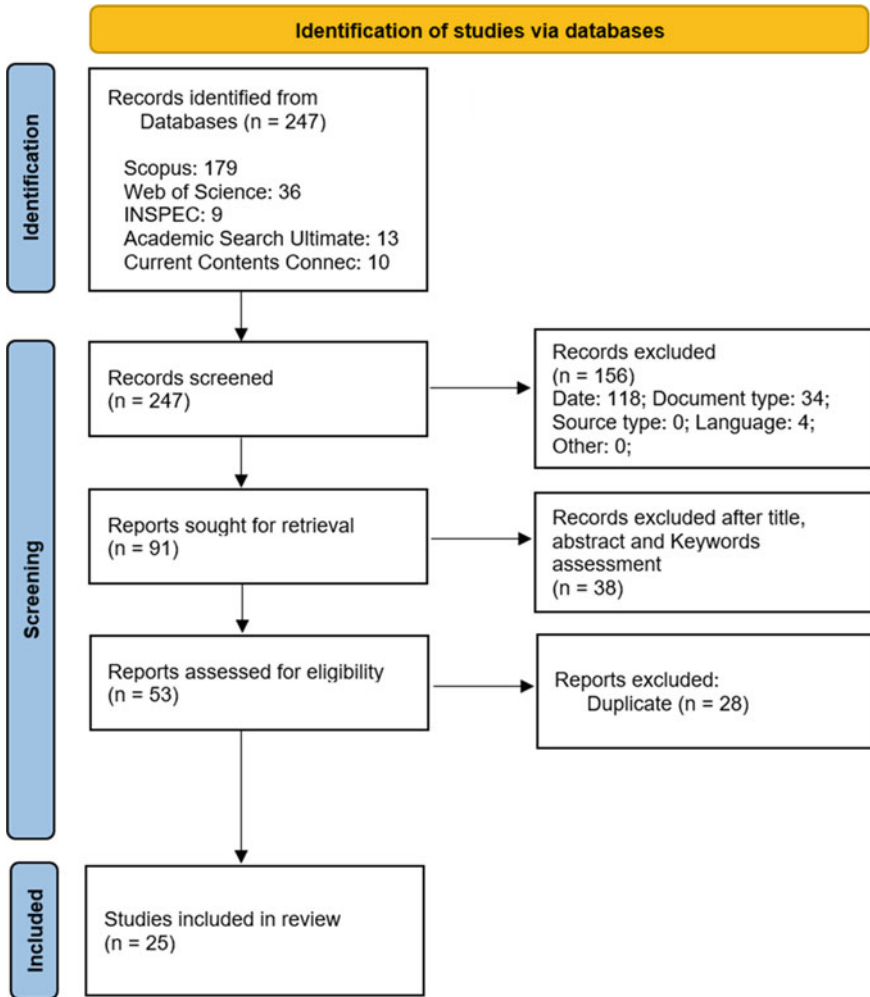 Identification of studies via databases
Identification
Records identified from
Databases (n = 247)
Scopus: 179
Web of Science: 36
INSPEC: 9
Academic Search Ultimate: 13
Current Contents Connec: 10
Screening
Records screened
(n = 247)
Records excluded
(n = 156)
Date: 118; Document type: 34;
Source type: 0; Language: 4;
Other: 0;
Reports sought for retrieval
(n = 91)
Records excluded after title,
abstract and Keywords
assessment
(n = 38)
Reports assessed for eligibility
(n = 53)
Reports excluded:
Duplicate (n = 28)
Included
Studies included in review
(n = 25)